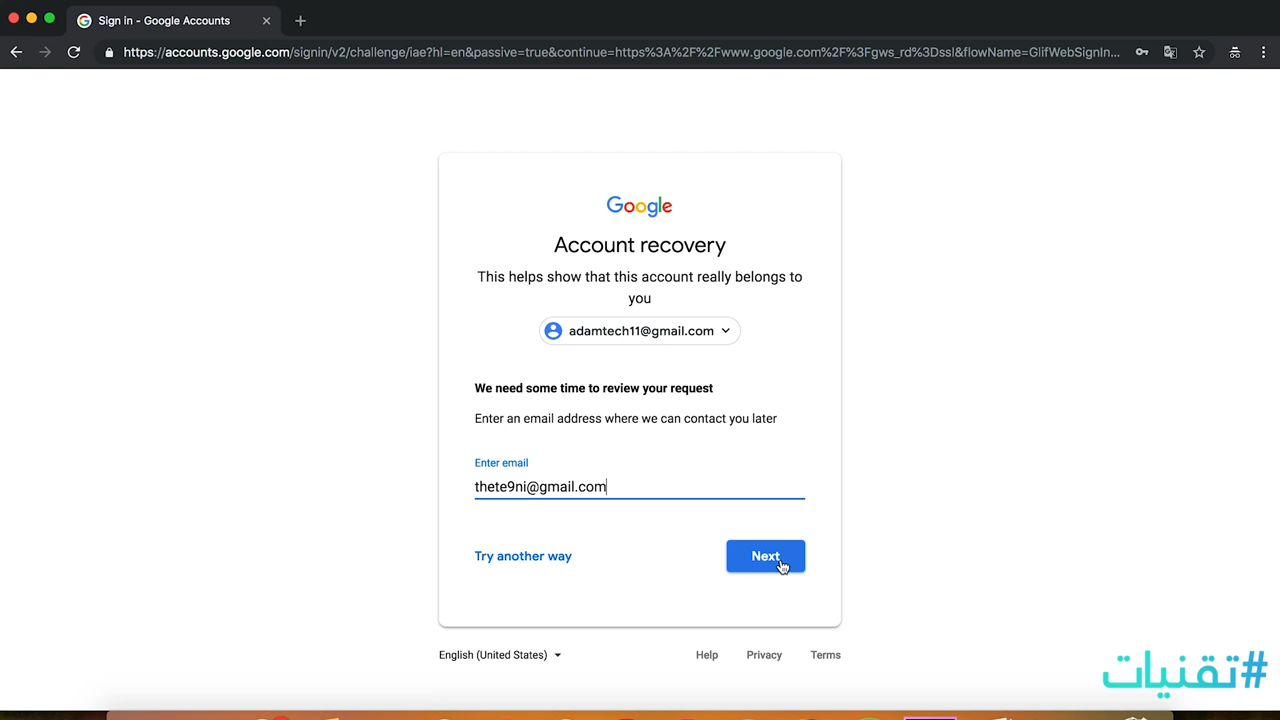 Sign in - Google Accounts
https://accounts.google.com/signin/v2/challenge/iae?hl=en&passive=true&continue=https%3A%2F%2Fwww.google.com%2F%3Fgws_rd%3Dssl&flowName=GlifWebSignIn...
Google
Account recovery
This helps show that this account really belongs to
you
adamtech11@gmail.com
We need some time to review your request
Enter an email address where we can contact you later
Enter email
thete9ni@gmail.com
Try another way
Next
English (United States)
Help
Privacy
Terms
#تقنيات